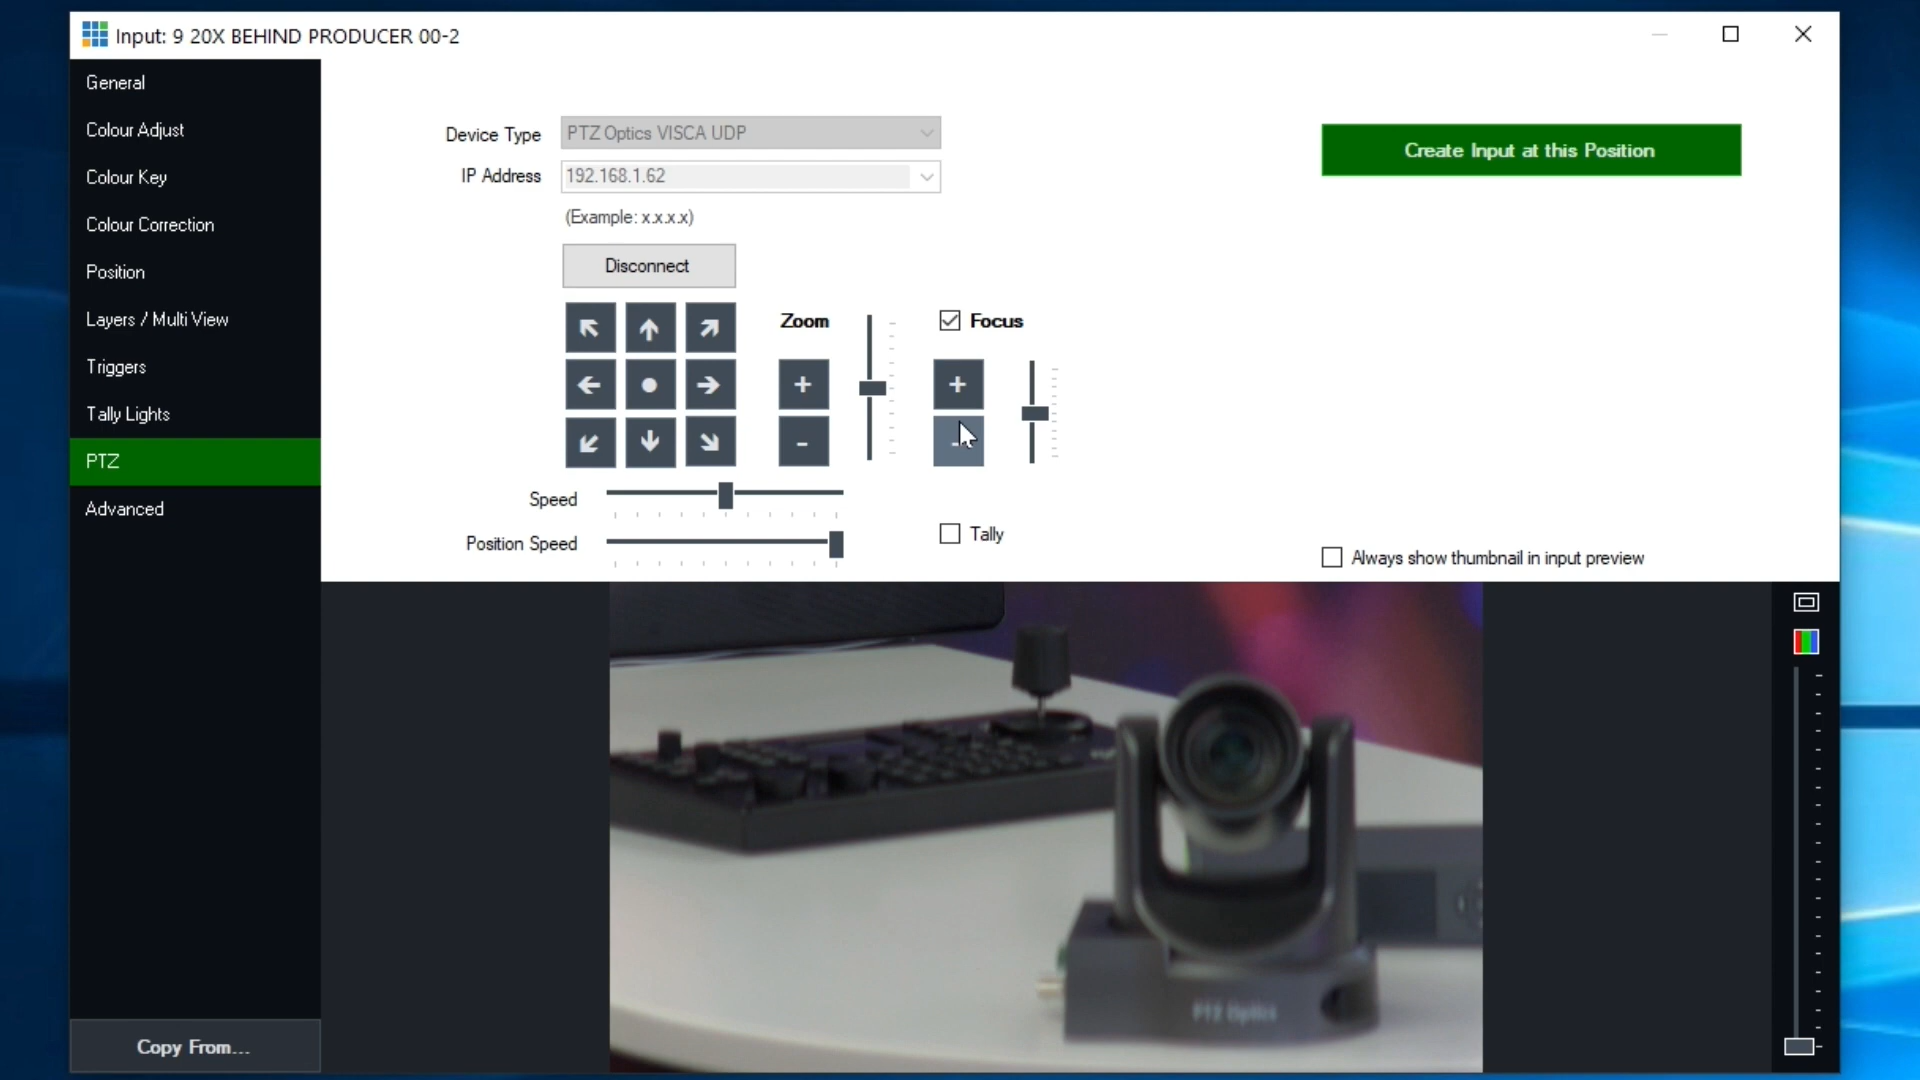 Input: 9 20X BEHIND PRODUCER 00-2
General
Colour Adjust
Colour Key
Colour Correction
Position
Layers / Multi View
Triggers
Tally Lights
PTZ
Advanced
Copy From...
Device Type
PTZ Optics VISCA UDP
IP Address
192.168.1.62
(Example: x.x.x.x)
Disconnect
Zoom
+
-
Focus
+
-
Speed
Position Speed
Tally
Create Input at this Position
Always show thumbnail in input preview
PTZ Optics